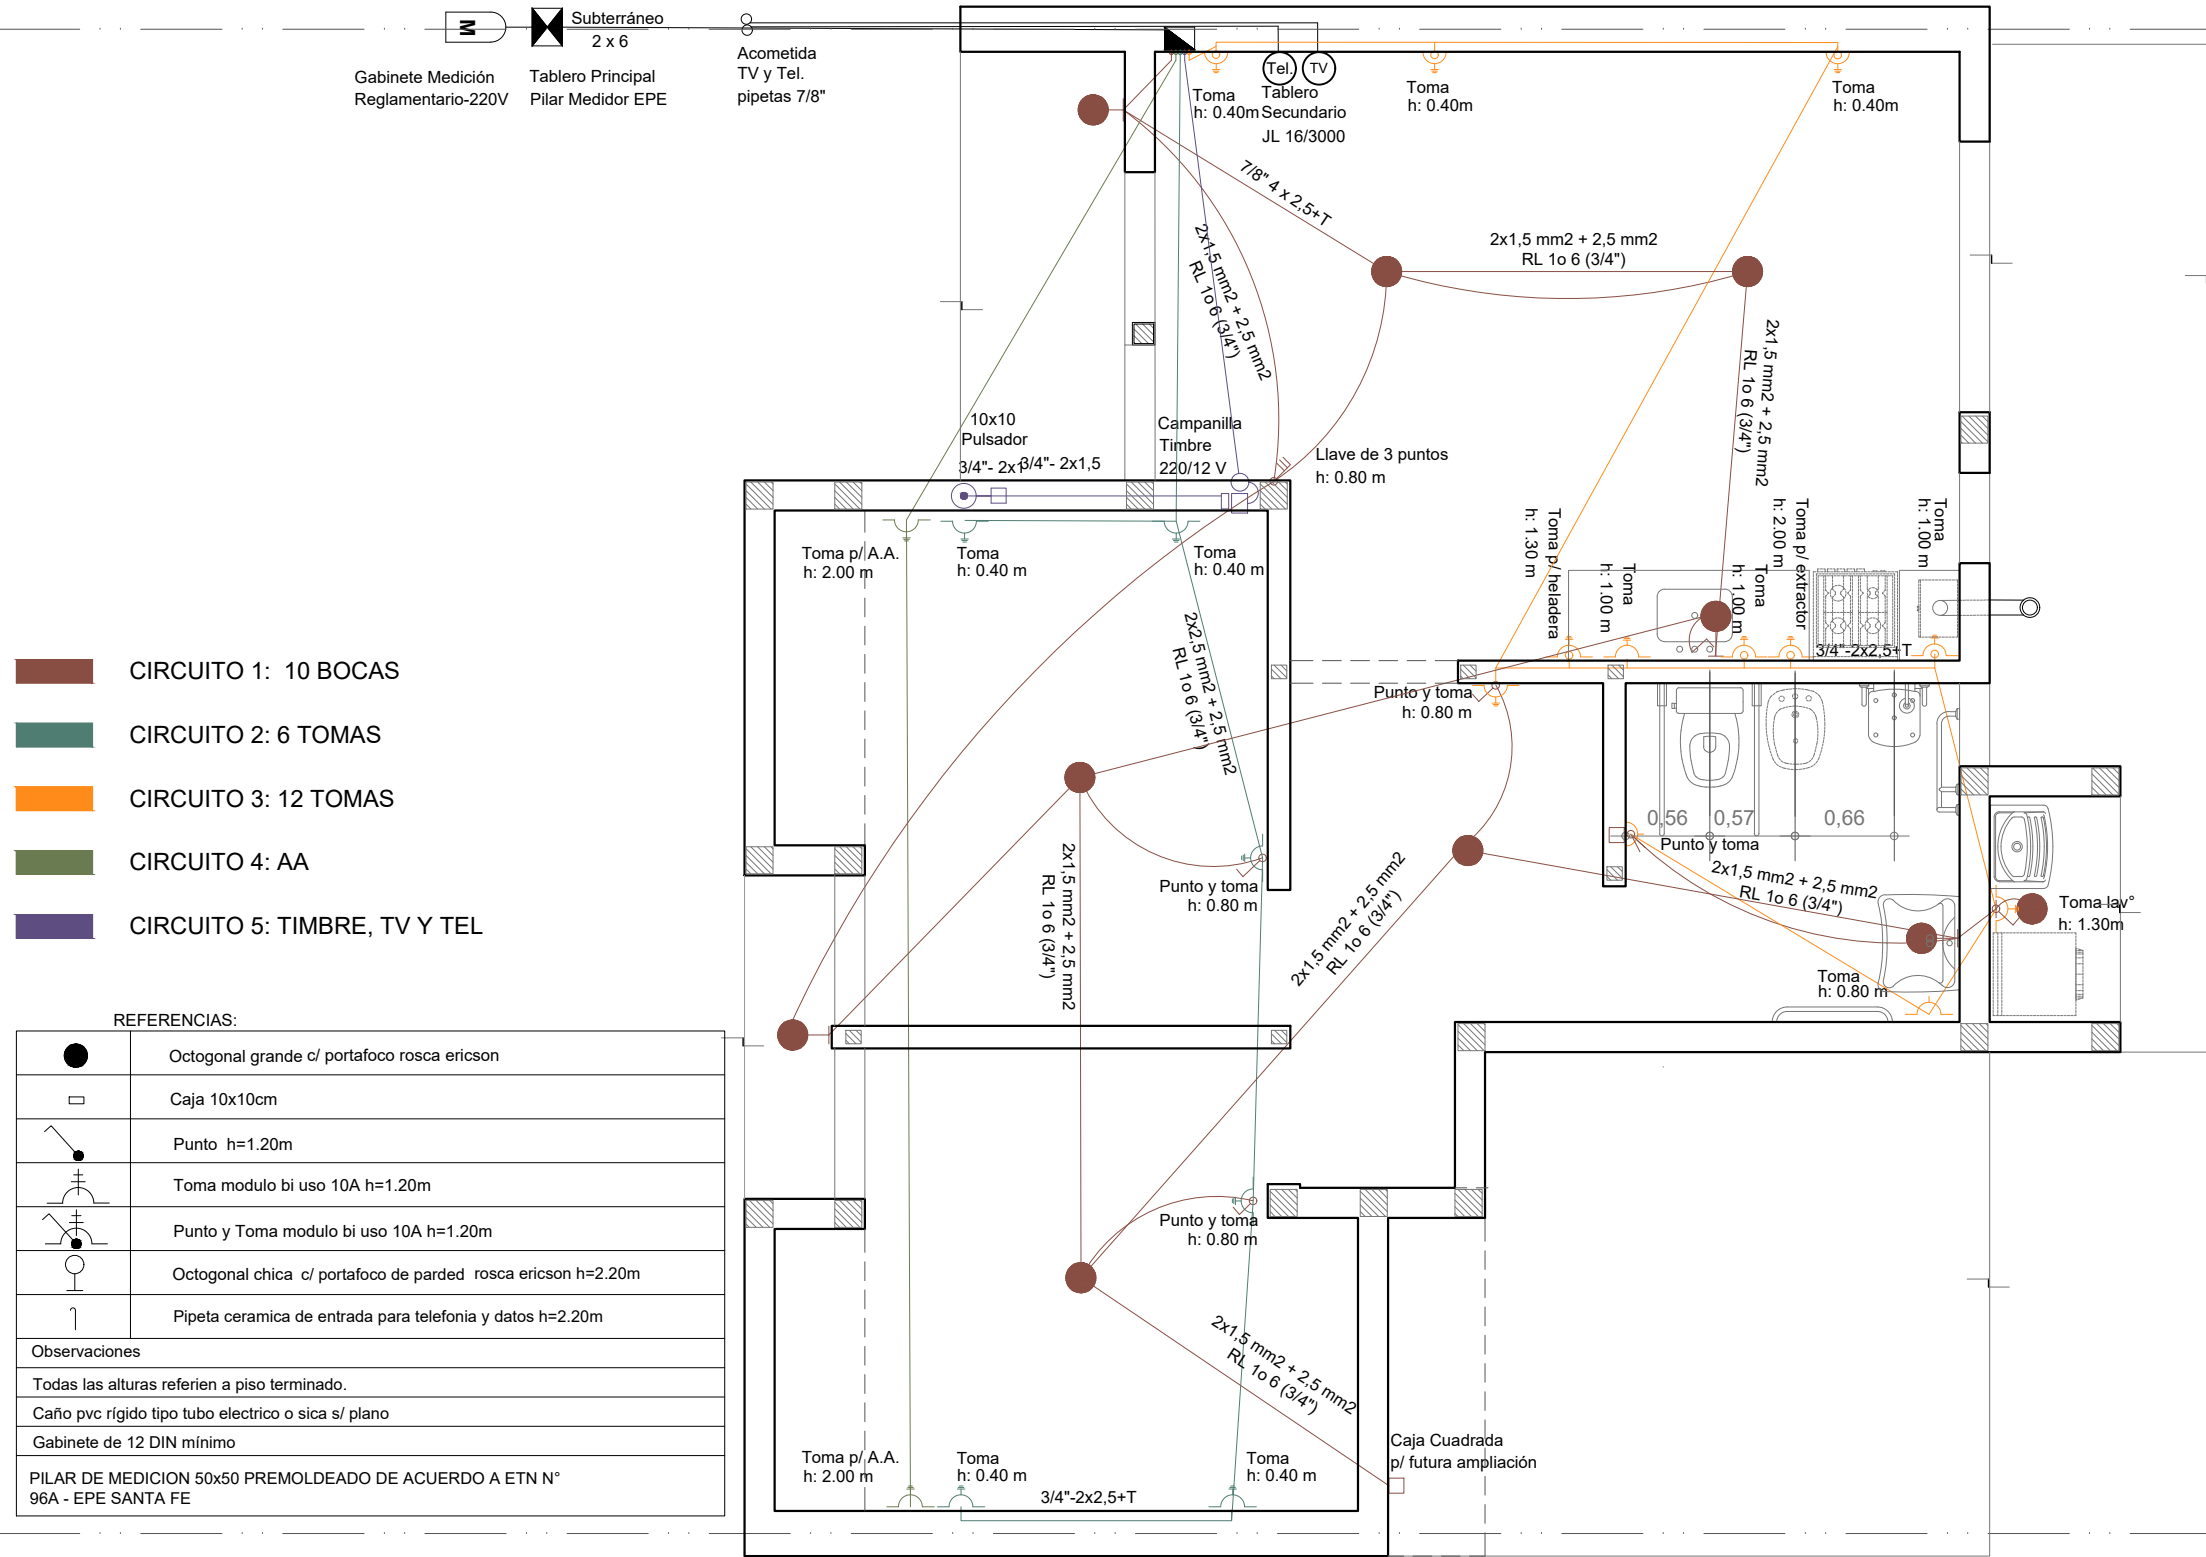 M
Subterráneo
2 x 6
Gabinete Medición
Reglamentario-220V
Tablero Principal
Pilar Medidor EPE
Acometida
TV y Tel.
pipetas 7/8"
Tel.
TV
Toma
h: 0.40m
Tablero
Secundario
JL 16/3000
Toma
h: 0.40m
Toma
h: 0.40m
7/8" 4 x 2,5+T
2x1,5 mm2 + 2,5 mm2
RL 1o 6 (3/4")
2x1,5 mm2 + 2,5 mm2
RL 1o 6 (3/4")
2x1,5 mm2 + 2,5 mm2
RL 1o 6 (3/4")
10x10
Pulsador
3/4"- 2x1
3/4"- 2x1,5
Campanilla
Timbre
220/12 V
Llave de 3 puntos
h: 0.80 m
Toma p/ A.A.
h: 2.00 m
Toma
h: 0.40 m
Toma
h: 0.40 m
Toma p/ heladera
h: 1.30 m
Toma
h: 1.00 m
Toma
h: 1.00 m
Toma p/ extractor
h: 2.00 m
Toma
h: 1.00 m
3/4"-2x2,5+T
2x2,5 mm2 + 2,5 mm2
RL 1o 6 (3/4")
Punto y toma
h: 0.80 m
0,56
0,57
0,66
Punto y toma
2x1,5 mm2 + 2,5 mm2
RL 1o 6 (3/4")
Toma lav°
h: 1.30m
Toma
h: 0.80 m
Punto y toma
h: 0.80 m
2x1,5 mm2 + 2,5 mm2
RL 1o 6 (3/4")
2x1,5 mm2 + 2,5 mm2
RL 1o 6 (3/4")
Punto y toma
h: 0.80 m
2x1,5 mm2 + 2,5 mm2
RL 1o 6 (3/4")
Caja Cuadrada
p/ futura ampliación
Toma p/ A.A.
h: 2.00 m
Toma
h: 0.40 m
3/4"-2x2,5+T
Toma
h: 0.40 m
CIRCUITO 1: 10 BOCAS
CIRCUITO 2: 6 TOMAS
CIRCUITO 3: 12 TOMAS
CIRCUITO 4: AA
CIRCUITO 5: TIMBRE, TV Y TEL
REFERENCIAS:
Octogonal grande c/ portafoco rosca ericson
Caja 10x10cm
Punto h=1.20m
Toma modulo bi uso 10A h=1.20m
Punto y Toma modulo bi uso 10A h=1.20m
Octogonal chica c/ portafoco de parded rosca ericson h=2.20m
Pipeta ceramica de entrada para telefonia y datos h=2.20m
Observaciones
Todas las alturas referien a piso terminado.
Caño pvc rígido tipo tubo electrico o sica s/ plano
Gabinete de 12 DIN mínimo
PILAR DE MEDICION 50x50 PREMOLDEADO DE ACUERDO A ETN N°
96A - EPE SANTA FE